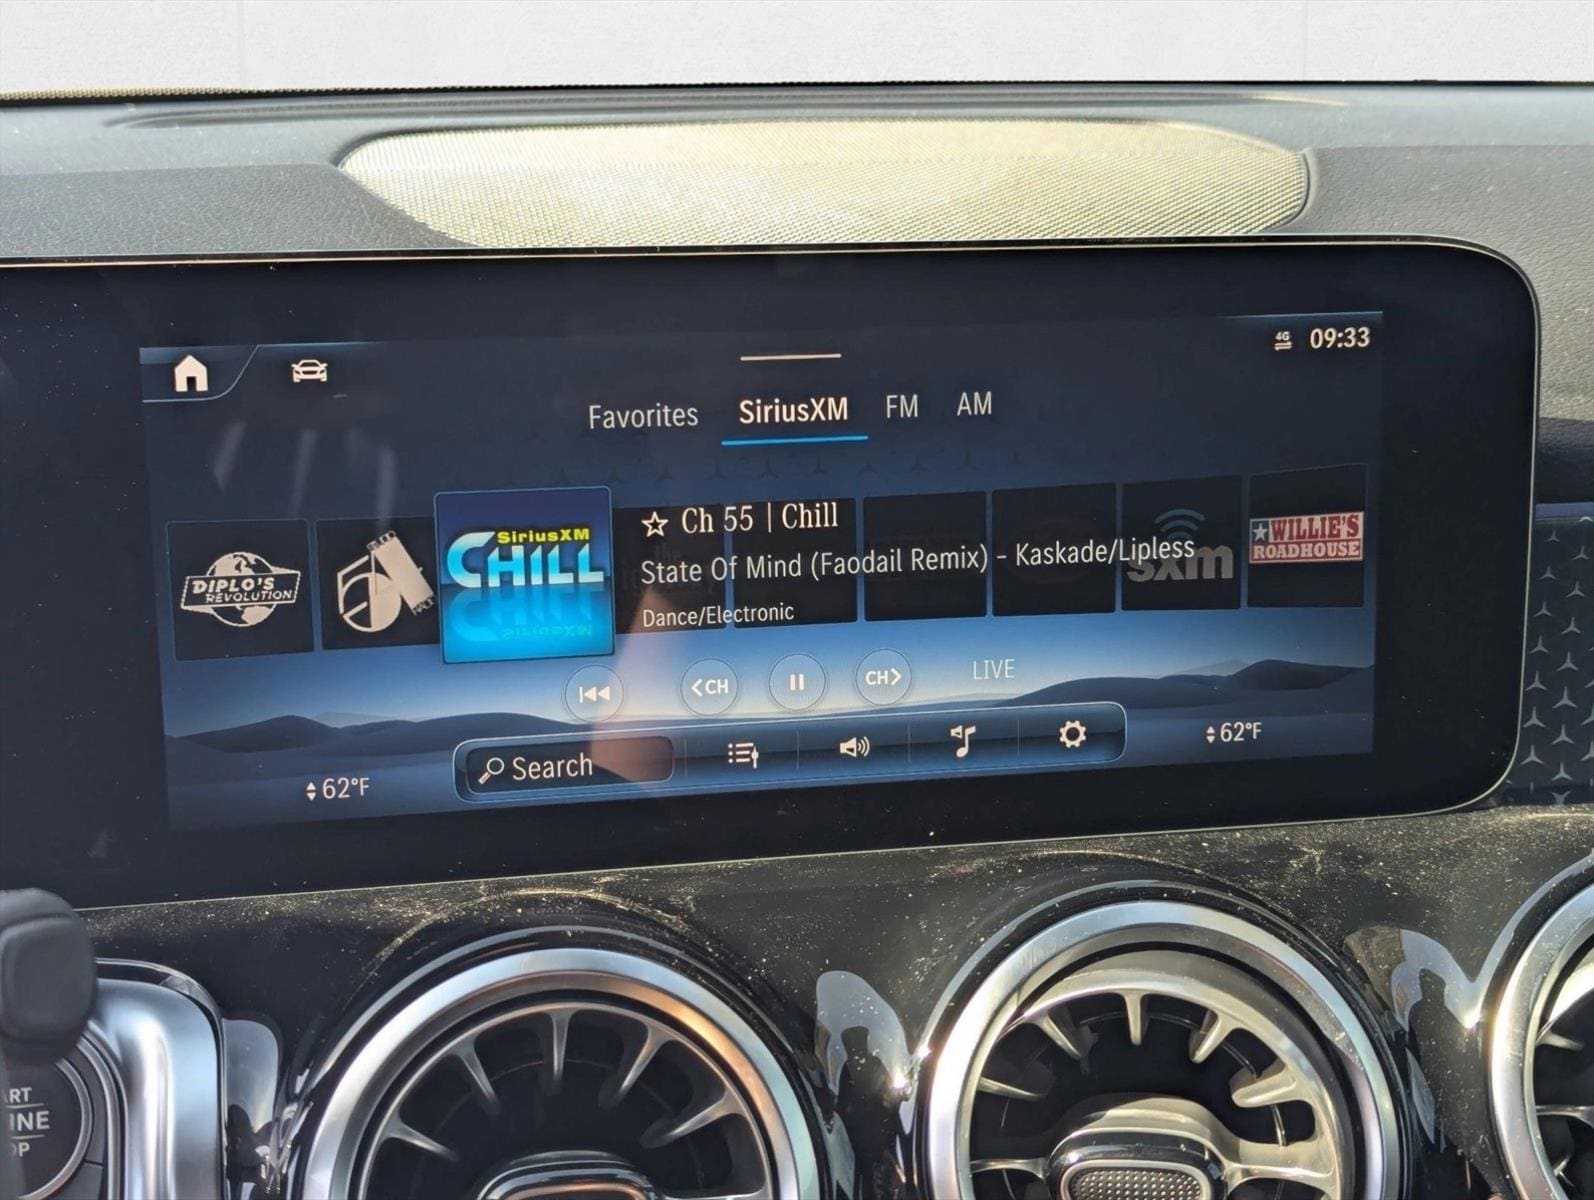 4G 09:33
Favorites SiriusXM FM AM
DIPLO'S
REVOLUTION
SiriusXM
CHILL
☆ Ch 55 | Chill
State Of Mind (Faodail Remix) – Kaskade/Lipless
Dance/Electronic
sxm
WILLIE'S
ROADHOUSE
<CH
CH>
LIVE
62°F
Search
62°F